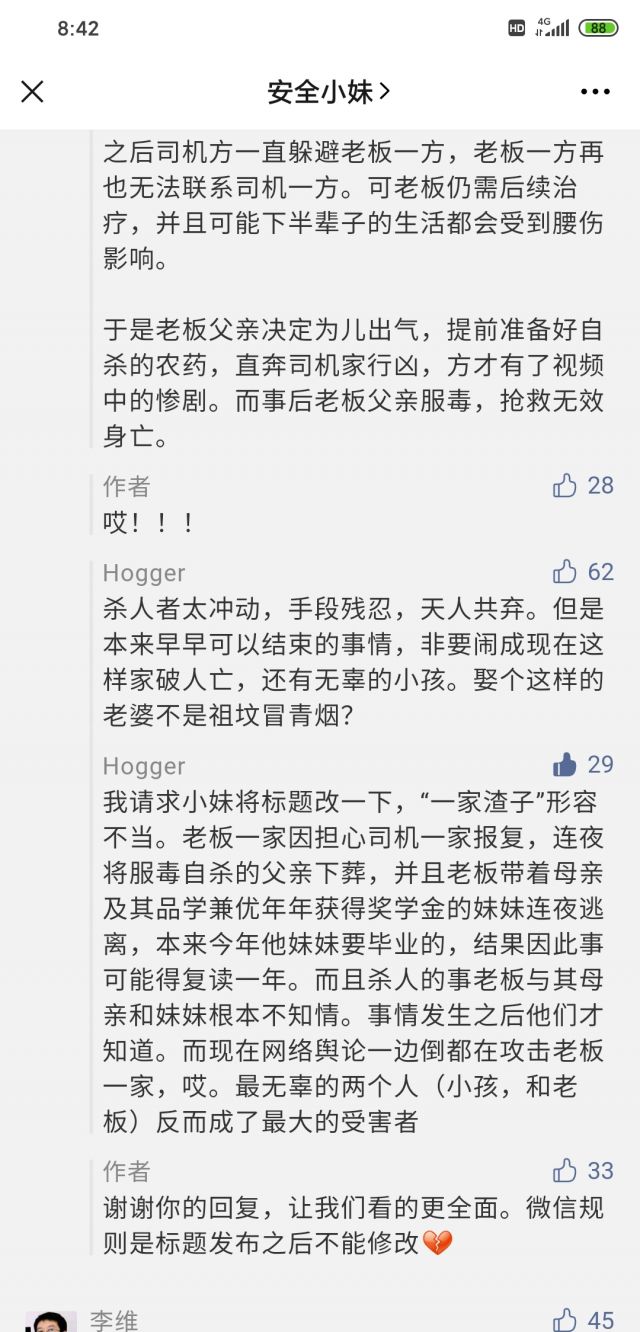 8:42
HD 4G 88
安全小妹
之后司机方一直躲避老板一方，老板一方再
也无法联系司机一方。可老板仍需后续治
疗，并且可能下半辈子的生活都会受到腰伤
影响。
于是老板父亲决定为儿出气，提前准备好自
杀的农药，直奔司机家行凶，方才有了视频
中的惨剧。而事后老板父亲服毒，抢救无效
身亡。
作者 28
哎！！！
Hogger 62
杀人者太冲动，手段残忍，天人共弃。但是
本来早早可以结束的事情，非要闹成现在这
样家破人亡，还有无辜的小孩。娶个这样的
老婆不是祖坟冒青烟？
Hogger 29
我请求小妹将标题改一下，“一家渣子”形容
不当。老板一家因担心司机一家报复，连夜
将服毒自杀的父亲下葬，并且老板带着母亲
及其品学兼优年年获得奖学金的妹妹连夜逃
离，本来今年他妹妹要毕业的，结果因此事
可能得复读一年。而且杀人的事老板与其母
亲和妹妹根本不知情。事情发生之后他们才
知道。而现在网络舆论一边倒都在攻击老板
一家，哎。最无辜的两个人（小孩，和老
板）反而成了最大的受害者
作者 33
谢谢你的回复，让我们看的更全面。微信规
则是标题发布之后不能修改💔
李维 45